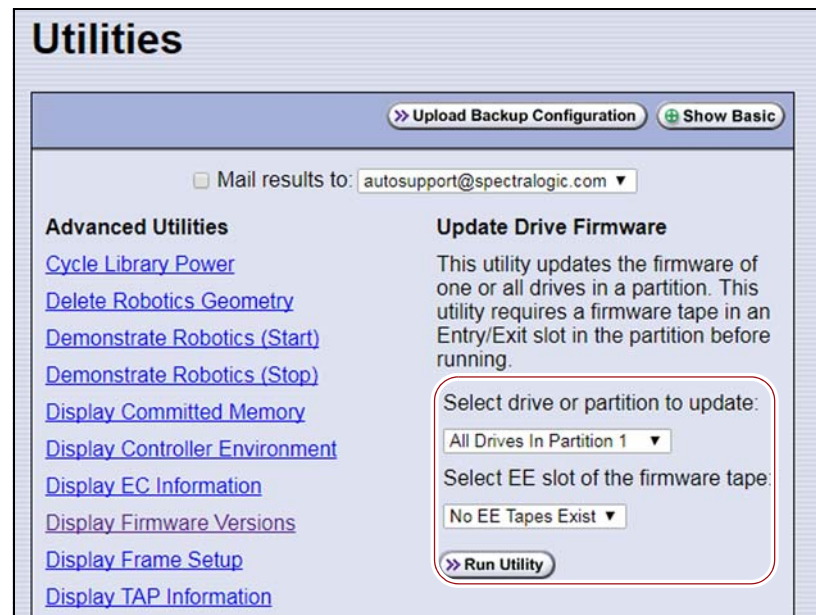 Utilities
Upload Backup Configuration
Show Basic
Mail results to: autosupport@spectralogic.com
Advanced Utilities
Cycle Library Power
Delete Robotics Geometry
Demonstrate Robotics (Start)
Demonstrate Robotics (Stop)
Display Committed Memory
Display Controller Environment
Display EC Information
Display Firmware Versions
Display Frame Setup
Display TAP Information
Update Drive Firmware
This utility updates the firmware of
one or all drives in a partition. This
utility requires a firmware tape in an
Entry/Exit slot in the partition before
running.
Select drive or partition to update:
All Drives In Partition 1
Select EE slot of the firmware tape:
No EE Tapes Exist
Run Utility